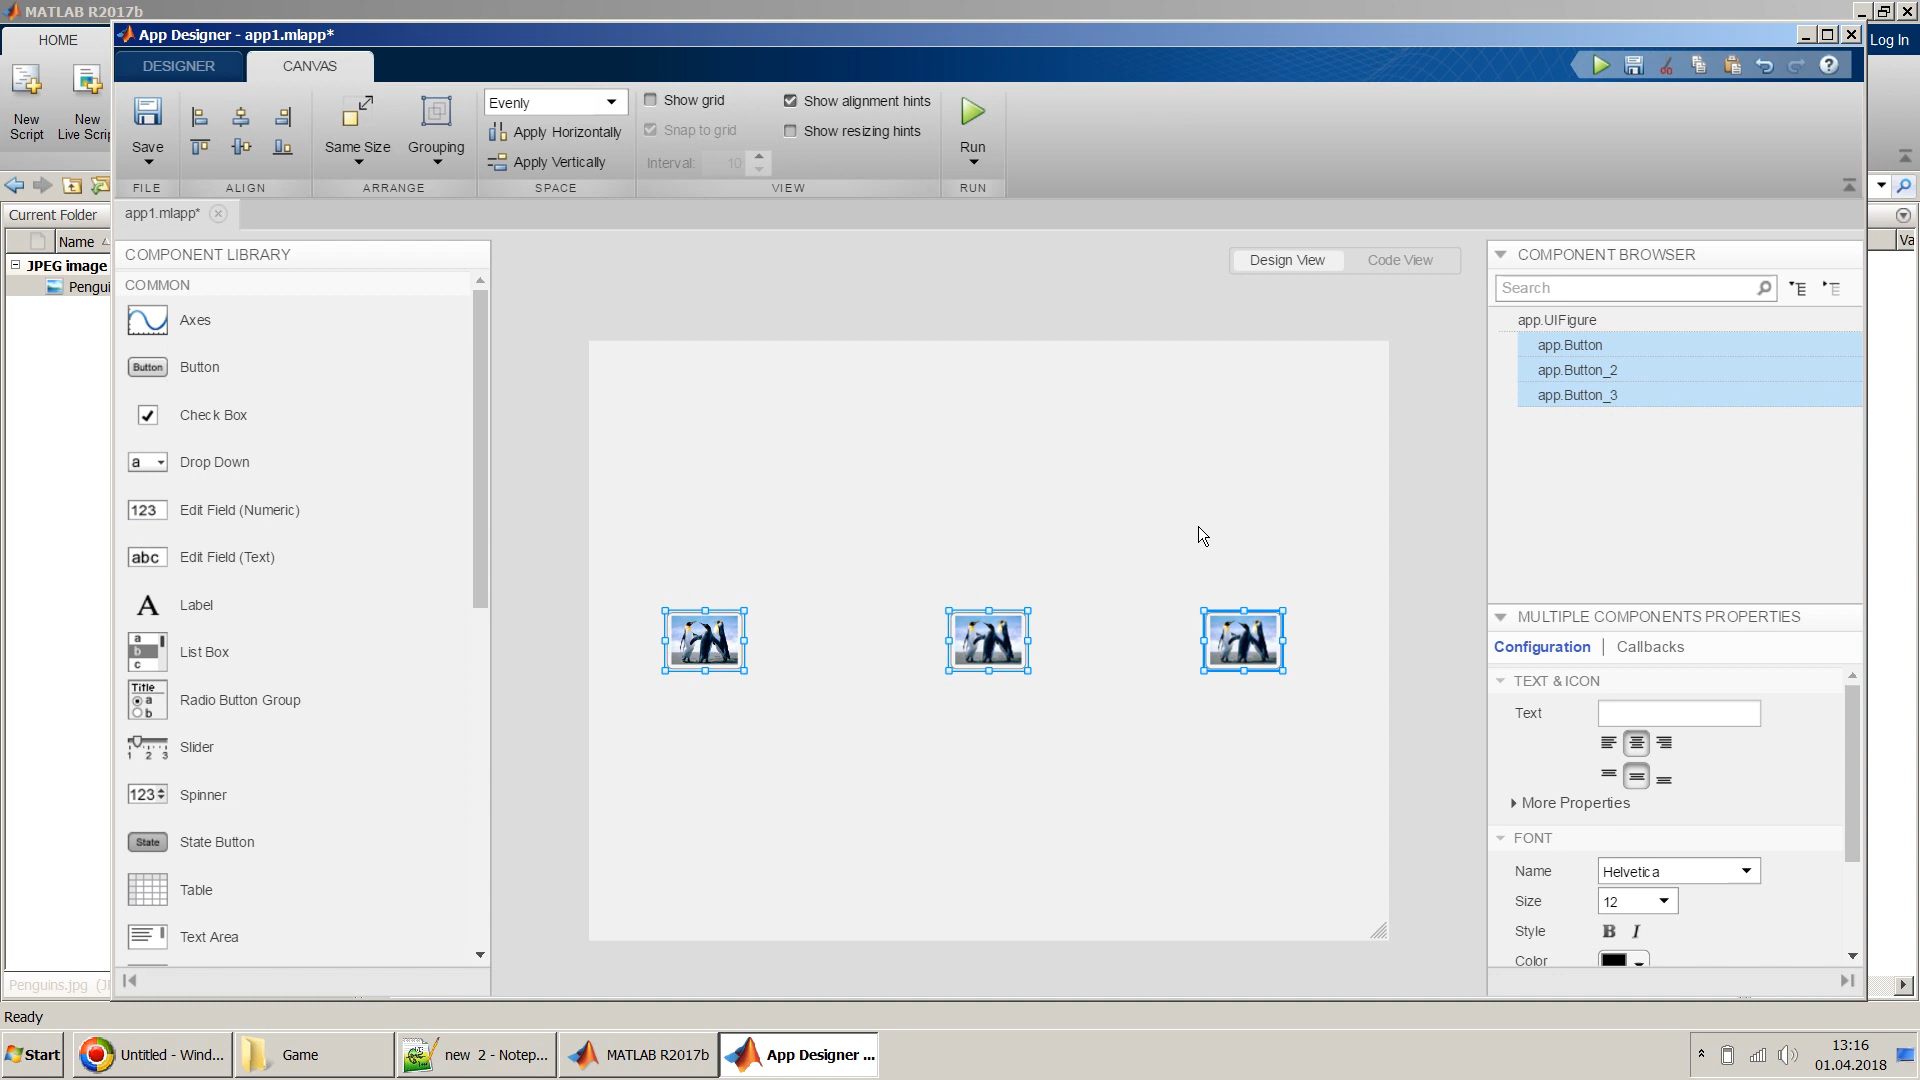 MATLAB R2017b
App Designer - app1.mlapp*
HOME
DESIGNER
CANVAS
Log In
New
Script
New
Live Scrip
Save
Same Size
Grouping
Evenly
Apply Horizontally
Apply Vertically
Show grid
Snap to grid
Interval: 10
Show alignment hints
Show resizing hints
Run
FILE
ALIGN
ARRANGE
SPACE
VIEW
RUN
Current Folder
app1.mlapp*
Name
Va
JPEG image
Pengui
COMPONENT LIBRARY
COMMON
Axes
Button
Button
Check Box
a
Drop Down
123
Edit Field (Numeric)
abc
Edit Field (Text)
A
Label
a
b
c
List Box
Title
a
b
Radio Button Group
1 2 3
Slider
123
Spinner
State
State Button
Table
Text Area
Design View
Code View
COMPONENT BROWSER
Search
app.UIFigure
app.Button
app.Button_2
app.Button_3
MULTIPLE COMPONENTS PROPERTIES
Configuration | Callbacks
TEXT & ICON
Text
More Properties
FONT
Name Helvetica
Size 12
Style B I
Color
Penguins.jpg (J
Ready
Start
Untitled - Wind...
Game
new 2 - Notep...
MATLAB R2017b
App Designer ...
13:16
01.04.2018